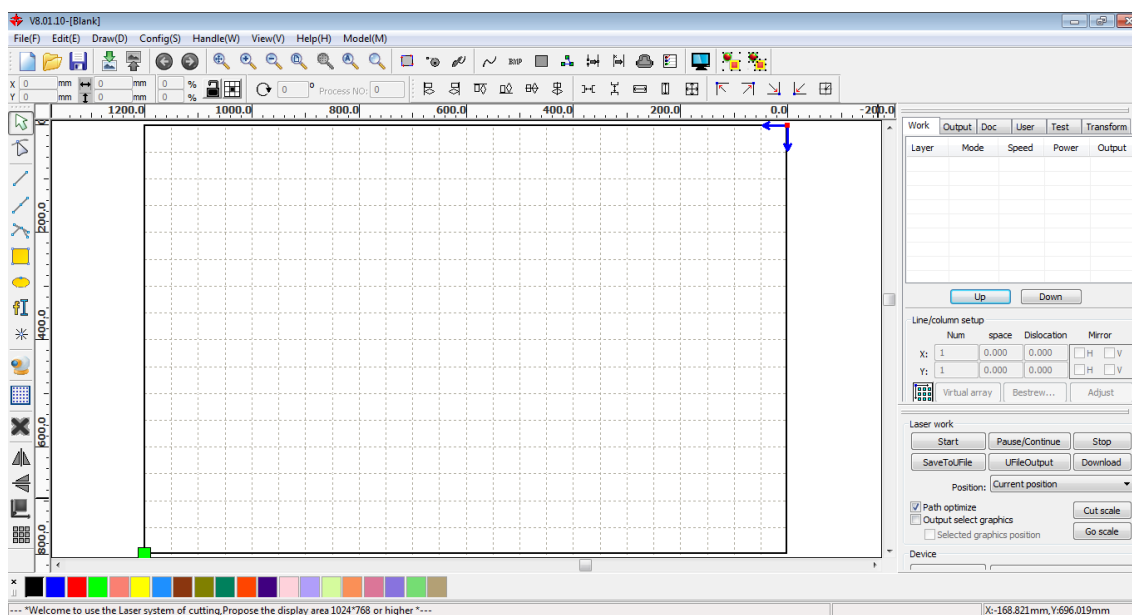 V8.01.10-[Blank]
File(F) Edit(E) Draw(D) Config(S) Handle(W) View(V) Help(H) Model(M)
BMP
X 0 mm 0 mm 0 %
Y 0 mm 0 mm 0 %
0 ° Process NO: 0
1200.0 1000.0 800.0 600.0 400.0 200.0 0.0 -200.0
200.0
400.0
600.0
800.0
Work Output Doc User Test Transform
Layer Mode Speed Power Output
Up Down
Line/column setup
Num space Dislocation Mirror
X: 1 0.000 0.000 H V
Y: 1 0.000 0.000 H V
Virtual array Bestrew... Adjust
Laser work
Start Pause/Continue Stop
SaveToUFile UFileOutput Download
Position: Current position
Path optimize
Output select graphics
Selected graphics position
Cut scale
Go scale
Device
--- *Welcome to use the Laser system of cutting,Propose the display area 1024*768 or higher *---
X:-168.821mm,Y:696.019mm